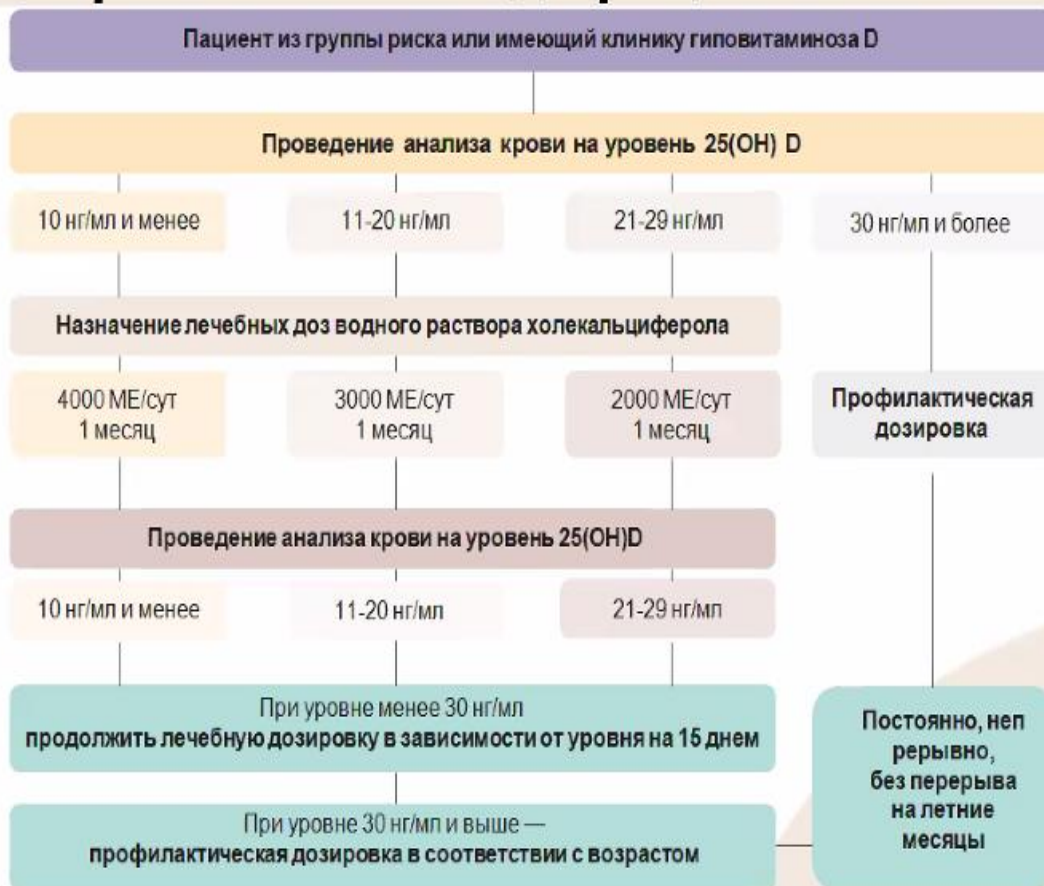 Пациент из группы риска или имеющий клинику гиповитаминоза D
Проведение анализа крови на уровень 25(OH) D
10 нг/мл и менее
11-20 нг/мл
21-29 нг/мл
30 нг/мл и более
Назначение лечебных доз водного раствора холекальциферола
4000 МЕ/сут
1 месяц
3000 МЕ/сут
1 месяц
2000 МЕ/сут
1 месяц
Профилактическая
дозировка
Проведение анализа крови на уровень 25(OH)D
10 нг/мл и менее
11-20 нг/мл
21-29 нг/мл
При уровне менее 30 нг/мл
продолжить лечебную дозировку в зависимости от уровня на 15 днем
При уровне 30 нг/мл и выше —
профилактическая дозировка в соответствии с возрастом
Постоянно, неп
рерывно,
без перерыва
на летние
месяцы